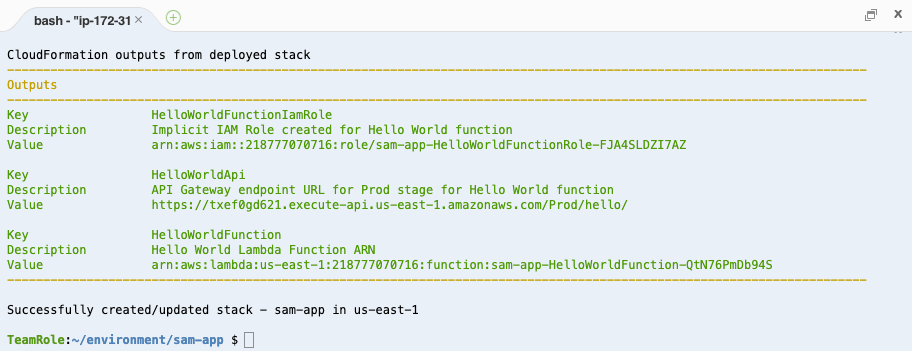 bash - "ip-172-31
CloudFormation outputs from deployed stack
Outputs
Key HelloWorldFunctionIamRole
Description Implicit IAM Role created for Hello World function
Value arn:aws:iam::218777070716:role/sam-app-HelloWorldFunctionRole-FJA4SLDZI7AZ
Key HelloWorldApi
Description API Gateway endpoint URL for Prod stage for Hello World function
Value https://txef0gd621.execute-api.us-east-1.amazonaws.com/Prod/hello/
Key HelloWorldFunction
Description Hello World Lambda Function ARN
Value arn:aws:lambda:us-east-1:218777070716:function:sam-app-HelloWorldFunction-QtN76PmDb94S
Successfully created/updated stack - sam-app in us-east-1
TeamRole:~/environment/sam-app $